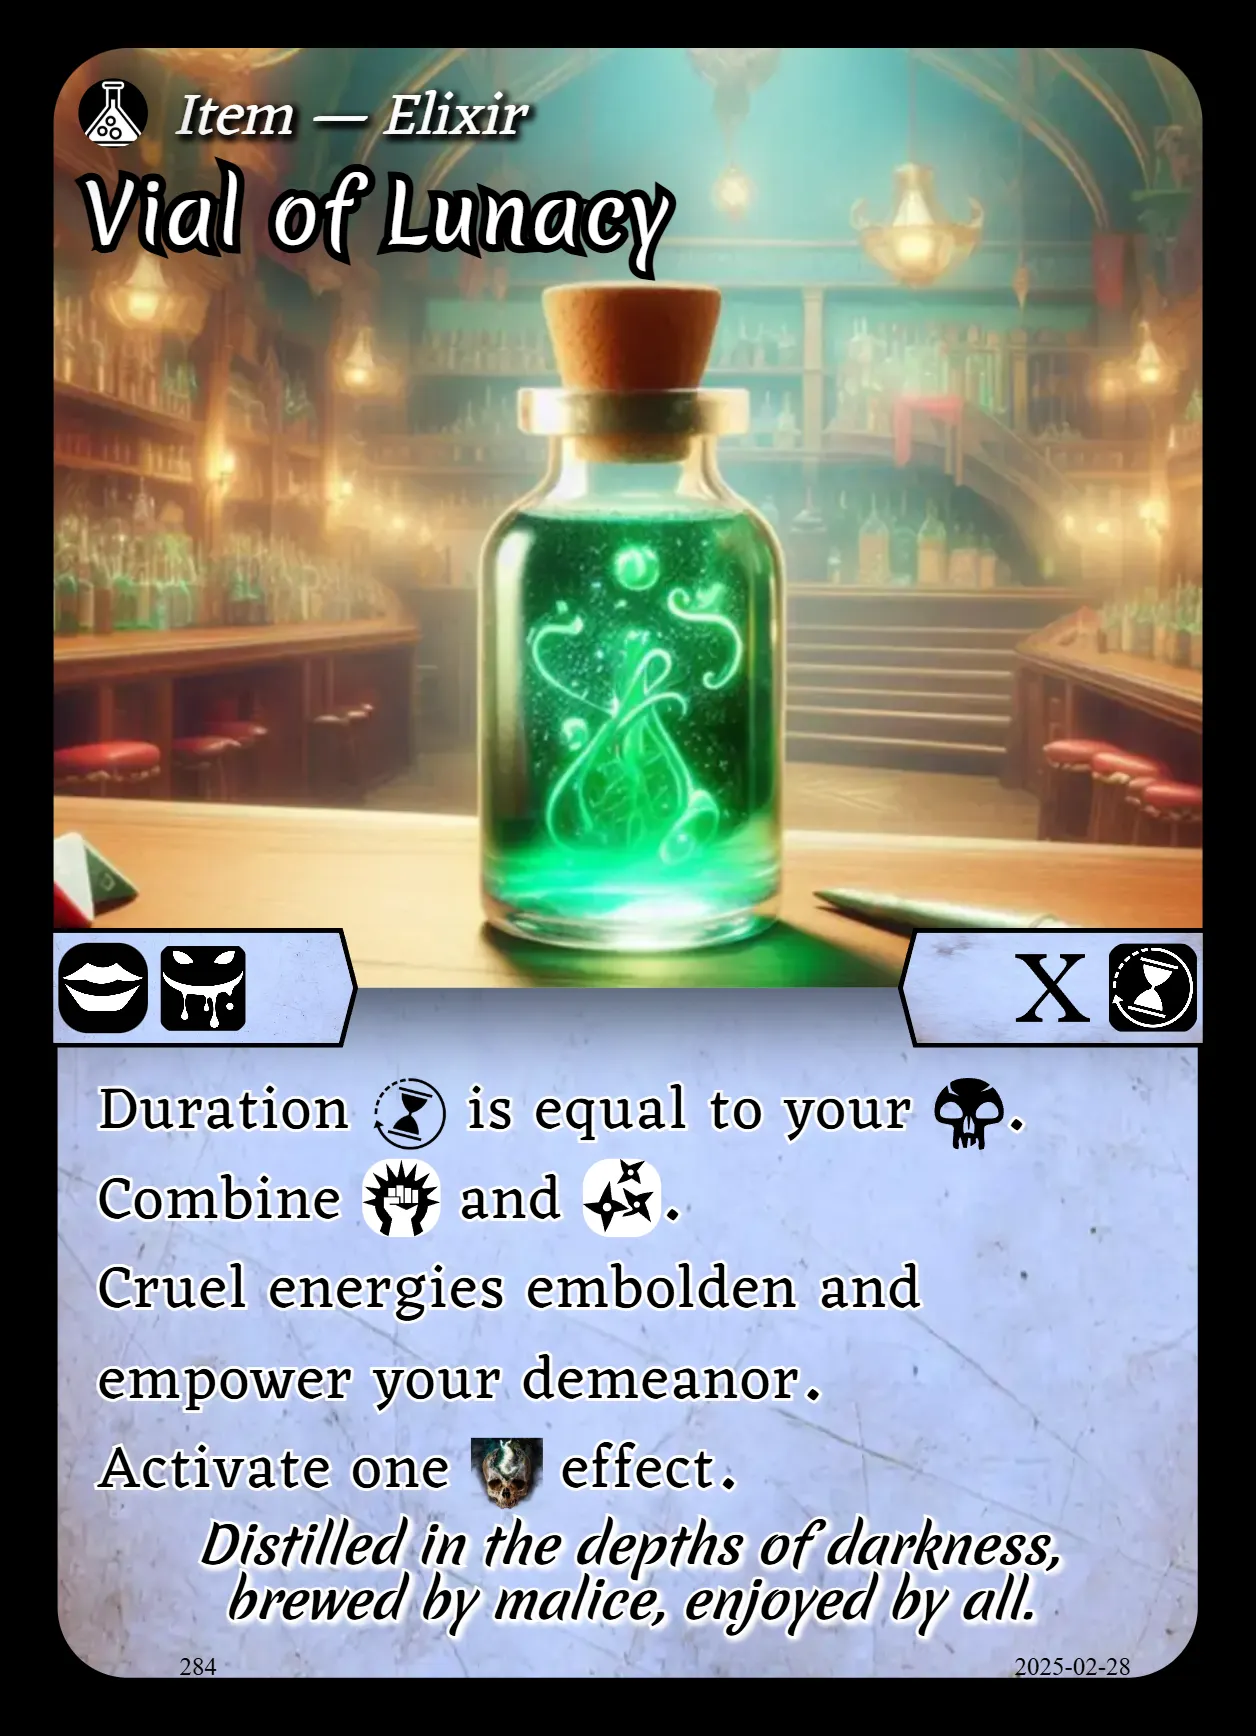 Item — Elixir
Vial of Lunacy
X
Duration is equal to your .
Combine and .
Cruel energies embolden and
empower your demeanor.
Activate one effect.
Distilled in the depths of darkness,
brewed by malice, enjoyed by all.
284
2025-02-28